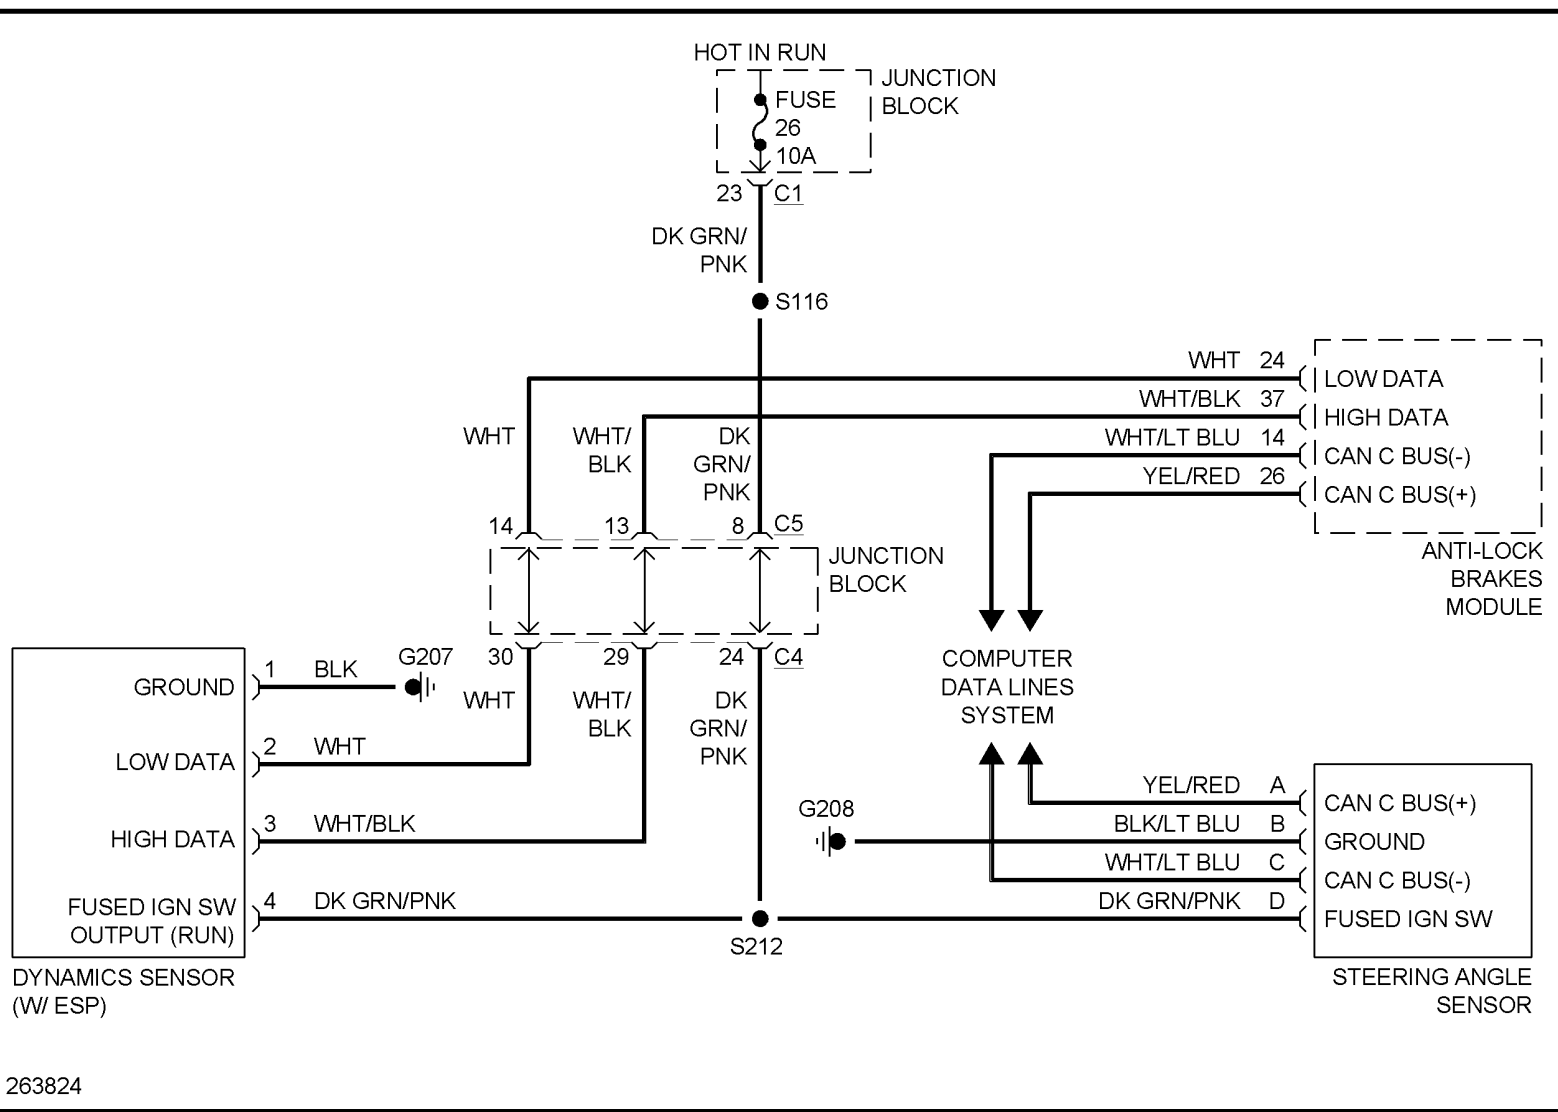 HOT IN RUN
JUNCTION
BLOCK
FUSE
26
10A
23 C1
DK GRN/
PNK
S116
WHT 24
LOW DATA
WHT/BLK 37
HIGH DATA
WHT/LT BLU 14
CAN C BUS(-)
YEL/RED 26
CAN C BUS(+)
ANTI-LOCK
BRAKES
MODULE
WHT
WHT/
BLK
DK
GRN/
PNK
14 13 8 C5
JUNCTION
BLOCK
30 29 24 C4
WHT
WHT/
BLK
DK
GRN/
PNK
COMPUTER
DATA LINES
SYSTEM
G207
GROUND 1 BLK
LOW DATA 2 WHT
HIGH DATA 3 WHT/BLK
FUSED IGN SW
OUTPUT (RUN)
4 DK GRN/PNK
DYNAMICS SENSOR
(W/ ESP)
S212
G208
YEL/RED A CAN C BUS(+)
BLK/LT BLU B GROUND
WHT/LT BLU C CAN C BUS(-)
DK GRN/PNK D FUSED IGN SW
STEERING ANGLE
SENSOR
263824